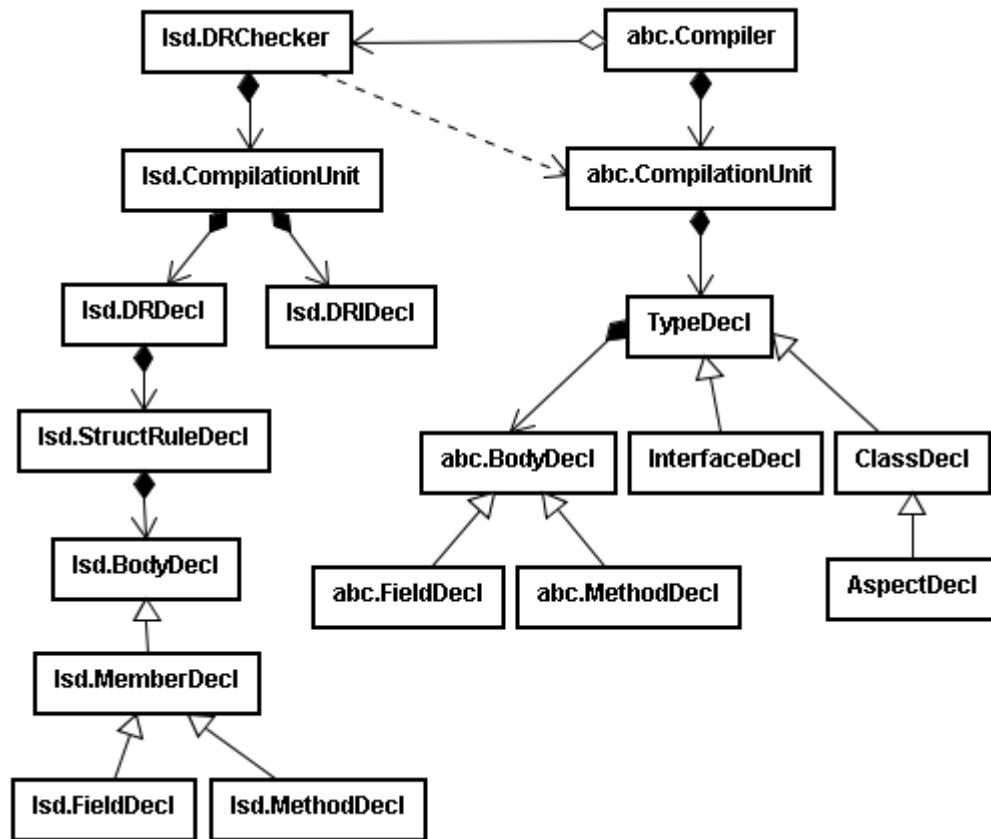 lsd.DRChecker
abc.Compiler
lsd.CompilationUnit
abc.CompilationUnit
lsd.DRDecl
lsd.DRIDecl
TypeDecl
lsd.StructRuleDecl
abc.BodyDecl
InterfaceDecl
ClassDecl
lsd.BodyDecl
abc.FieldDecl
abc.MethodDecl
AspectDecl
lsd.MemberDecl
lsd.FieldDecl
lsd.MethodDecl